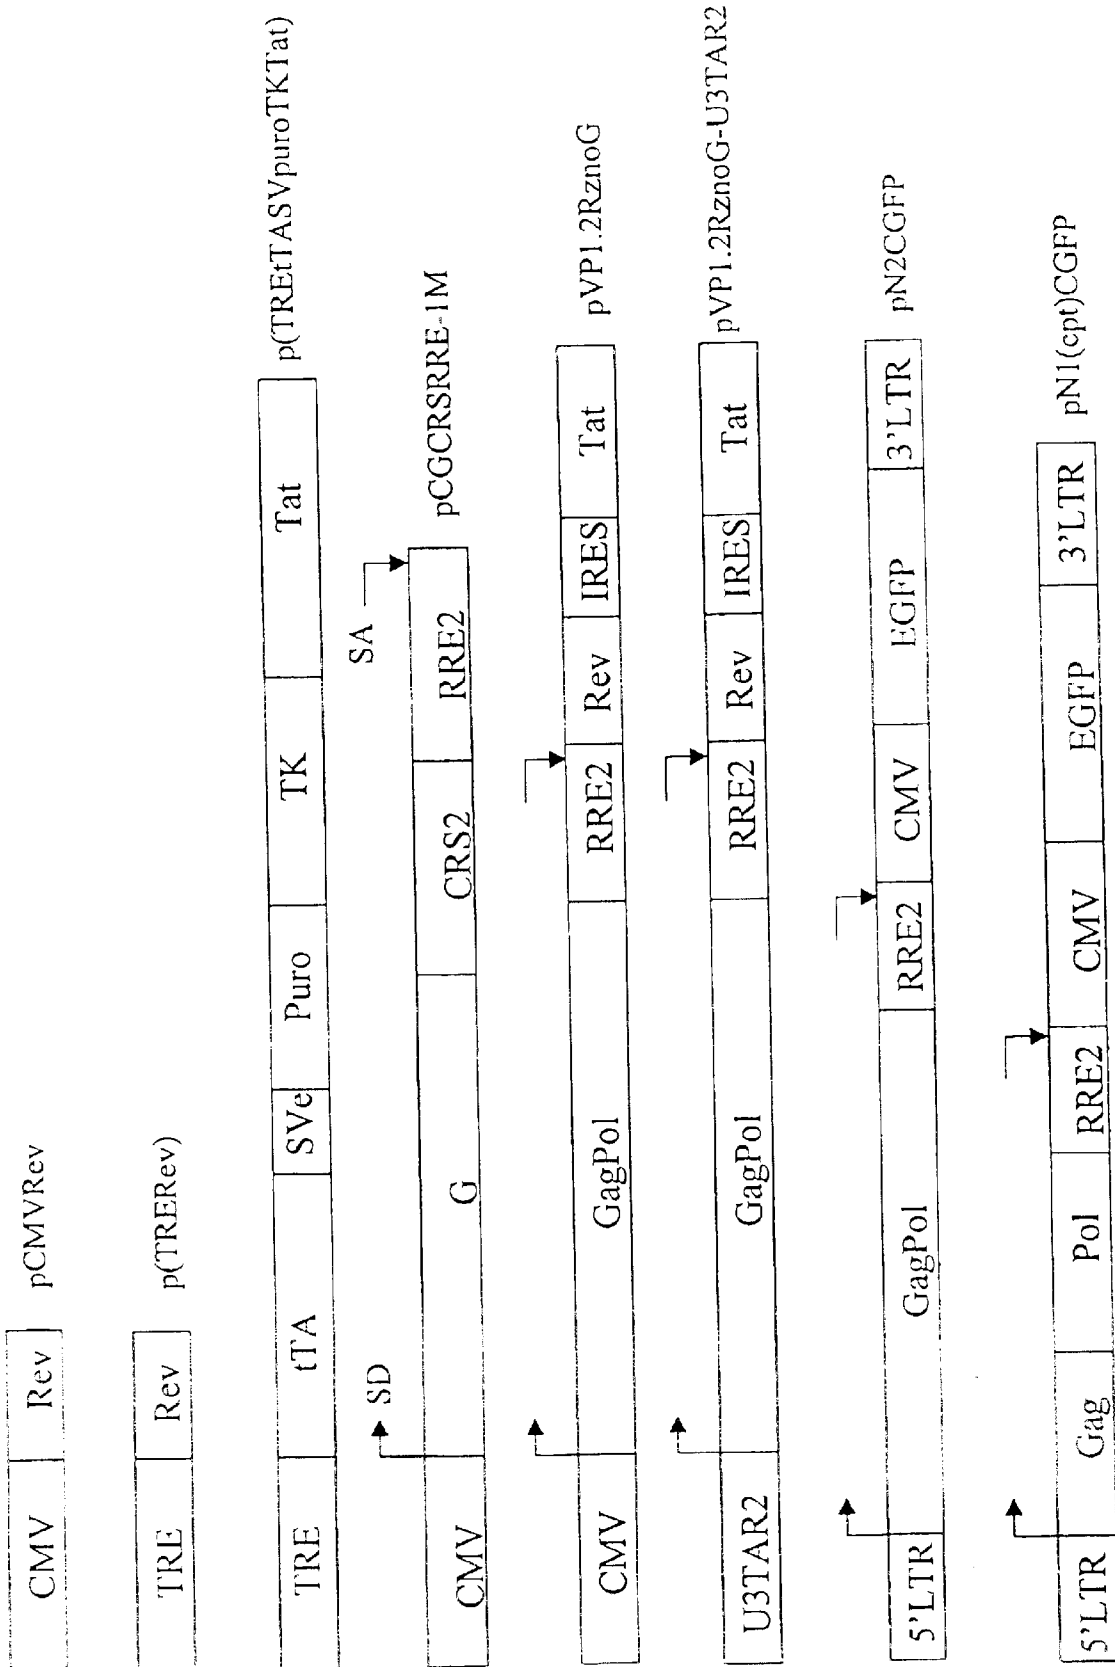 CMV Rev pCMVRev
TRE Rev p(TRERev)
TRE tTA SVe Puro TK Tat p(TREtTASVpuroTKTat)
SD SA
CMV G CRS2 RRE2 pCGCRSRRE-1M
CMV GagPol RRE2 Rev IRES Tat pVP1.2RznoG
U3TAR2 GagPol RRE2 Rev IRES Tat pVP1.2RznoG-U3TAR2
5'LTR GagPol RRE2 CMV EGFP 3'LTR pN2CGFP
5'LTR Gag Pol RRE2 CMV EGFP 3'LTR pN1(cpt)CGFP